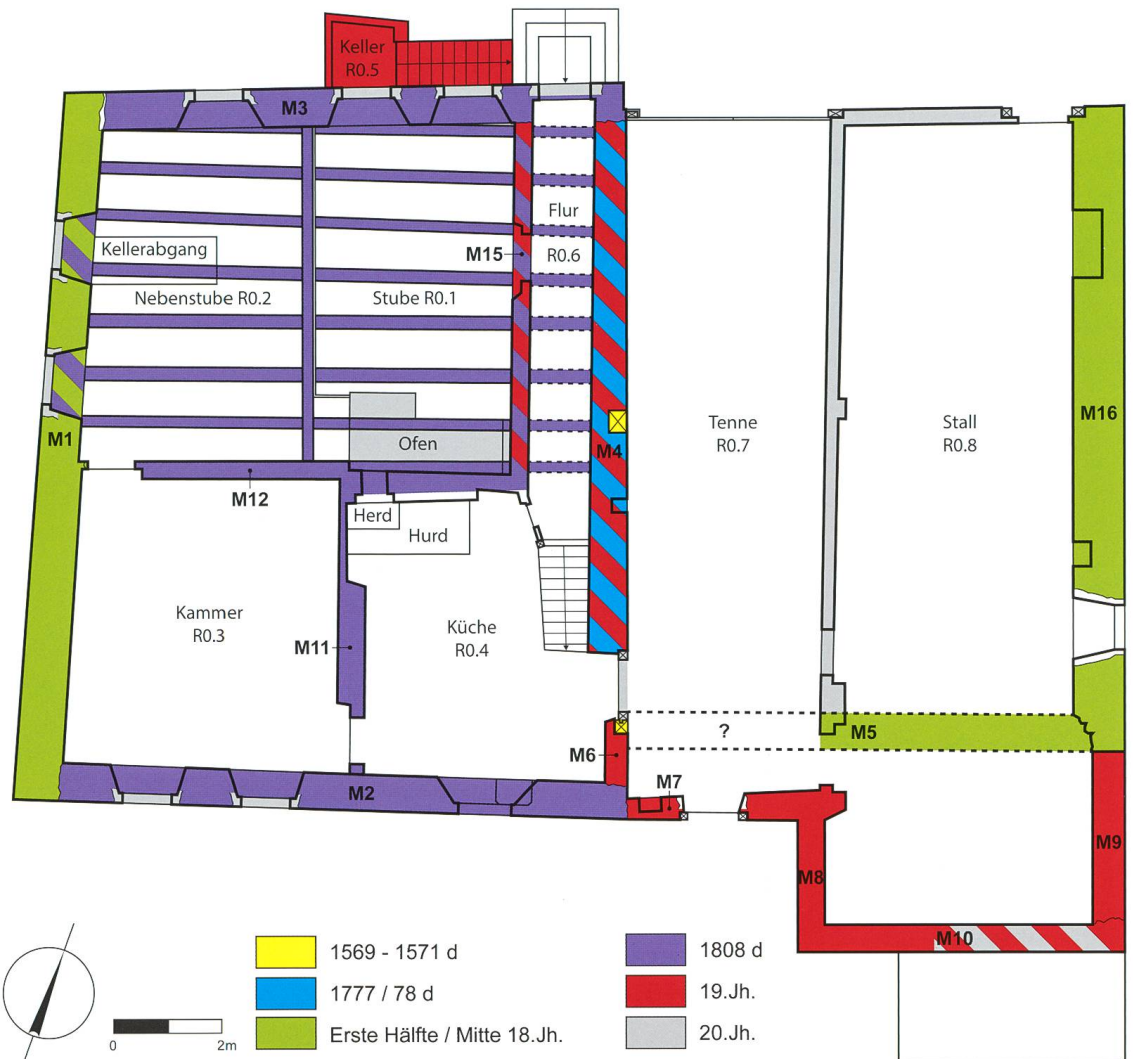 Keller
R0.5
M3
Flur
R0.6
M15
Kellerabgang
Nebenstube R0.2
Stube R0.1
Tenne
R0.7
Stall
R0.8
M16
M1
Ofen
M4
M12
Herd
Hurd
Kammer
R0.3
Küche
R0.4
M11
?
M5
M6
M7
M2
M8
M9
M10
1569 - 1571 d
1777 / 78 d
Erste Hälfte / Mitte 18.Jh.
1808 d
19.Jh.
20.Jh.
0
2m